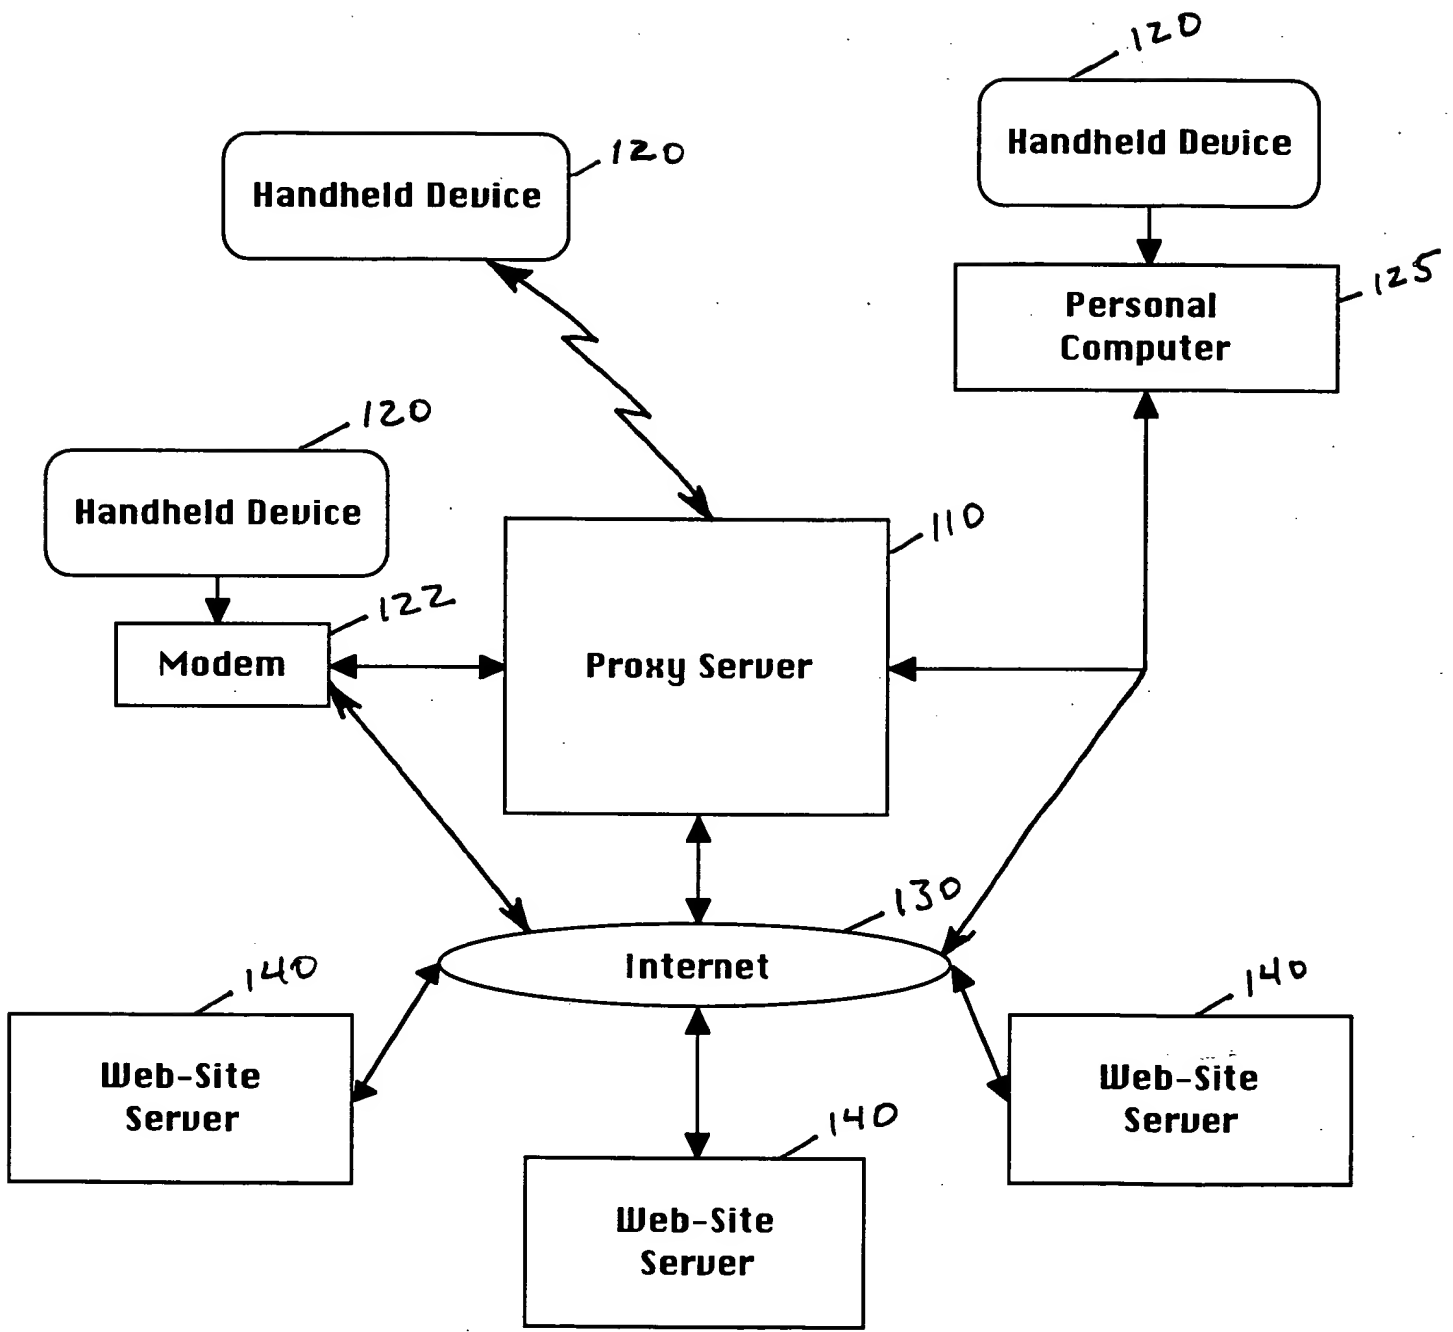 120
Handheld Device
120
Handheld Device
125
Personal
Computer
120
Handheld Device
110
122
Modem
Proxy Server
130
Internet
140
140
Web-Site
Server
Web-Site
Server
140
Web-Site
Server